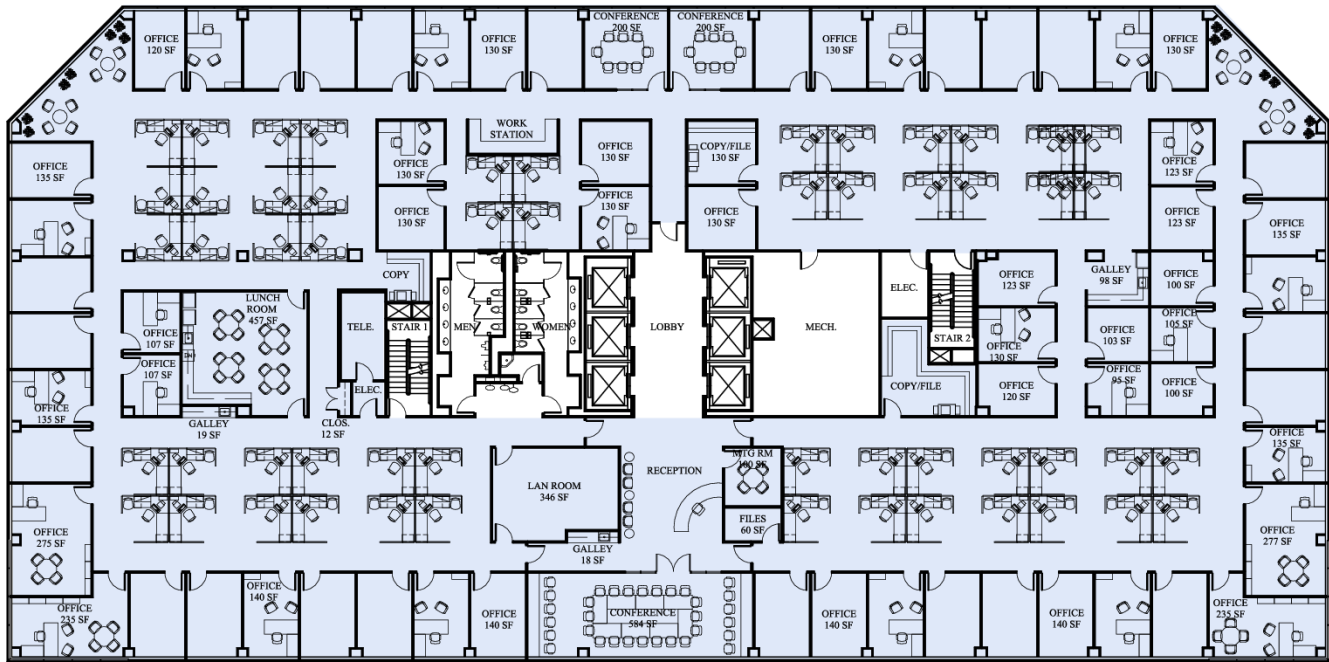 OFFICE
120 SF
OFFICE
130 SF
CONFERENCE
200 SF
CONFERENCE
200 SF
OFFICE
130 SF
OFFICE
130 SF
OFFICE
135 SF
OFFICE
130 SF
WORK
STATION
OFFICE
130 SF
COPY/FILE
130 SF
OFFICE
123 SF
OFFICE
130 SF
OFFICE
130 SF
OFFICE
130 SF
OFFICE
123 SF
OFFICE
135 SF
COPY
OFFICE
123 SF
GALLEY
98 SF
OFFICE
100 SF
LUNCH
ROOM
457 SF
OFFICE
107 SF
OFFICE
107 SF
TELE.
STAIR 1
MEN
WOMEN
LOBBY
MECH.
ELEC.
STAIR 2
OFFICE
130 SF
OFFICE
103 SF
OFFICE
105 SF
OFFICE
135 SF
ELEC.
COPY/FILE
OFFICE
120 SF
OFFICE
95 SF
OFFICE
100 SF
GALLEY
19 SF
CLOS.
12 SF
OFFICE
135 SF
RECEPTION
MTG RM
100 SF
LAN ROOM
346 SF
FILES
60 SF
GALLEY
18 SF
OFFICE
275 SF
OFFICE
277 SF
OFFICE
235 SF
OFFICE
140 SF
OFFICE
140 SF
CONFERENCE
584 SF
OFFICE
140 SF
OFFICE
140 SF
OFFICE
235 SF